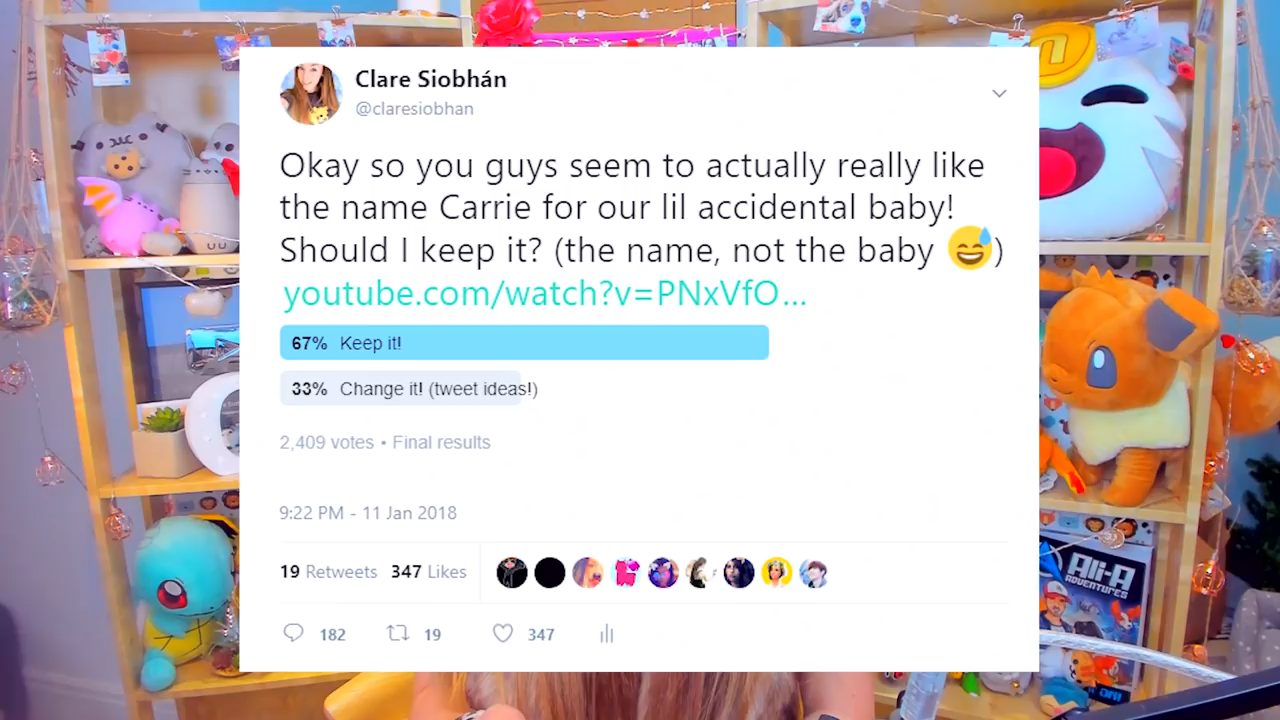 Clare Siobhán
@claresiobhan
Okay so you guys seem to actually really like
the name Carrie for our lil accidental baby!
Should I keep it? (the name, not the baby 😅)
youtube.com/watch?v=PNxVfO...
67% Keep it!
33% Change it! (tweet ideas!)
2,409 votes • Final results
9:22 PM - 11 Jan 2018
19 Retweets 347 Likes
182 19 347
Ali-A
ADVENTURES